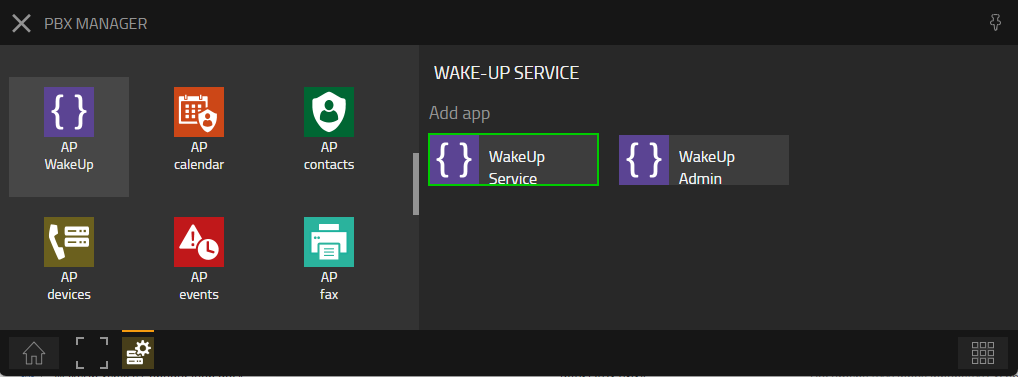 PBX MANAGER
AP
WakeUp
AP
calendar
AP
contacts
AP
devices
AP
events
AP
fax
WAKE-UP SERVICE
Add app
{ } WakeUp
Service
{ } WakeUp
Admin